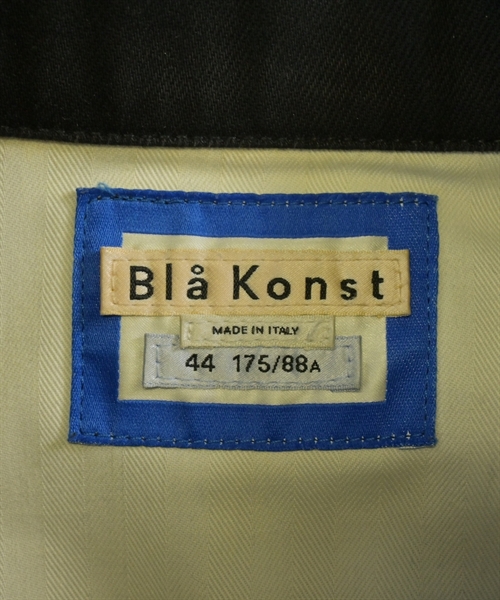 Blå Konst
MADE IN ITALY
44 175/88A